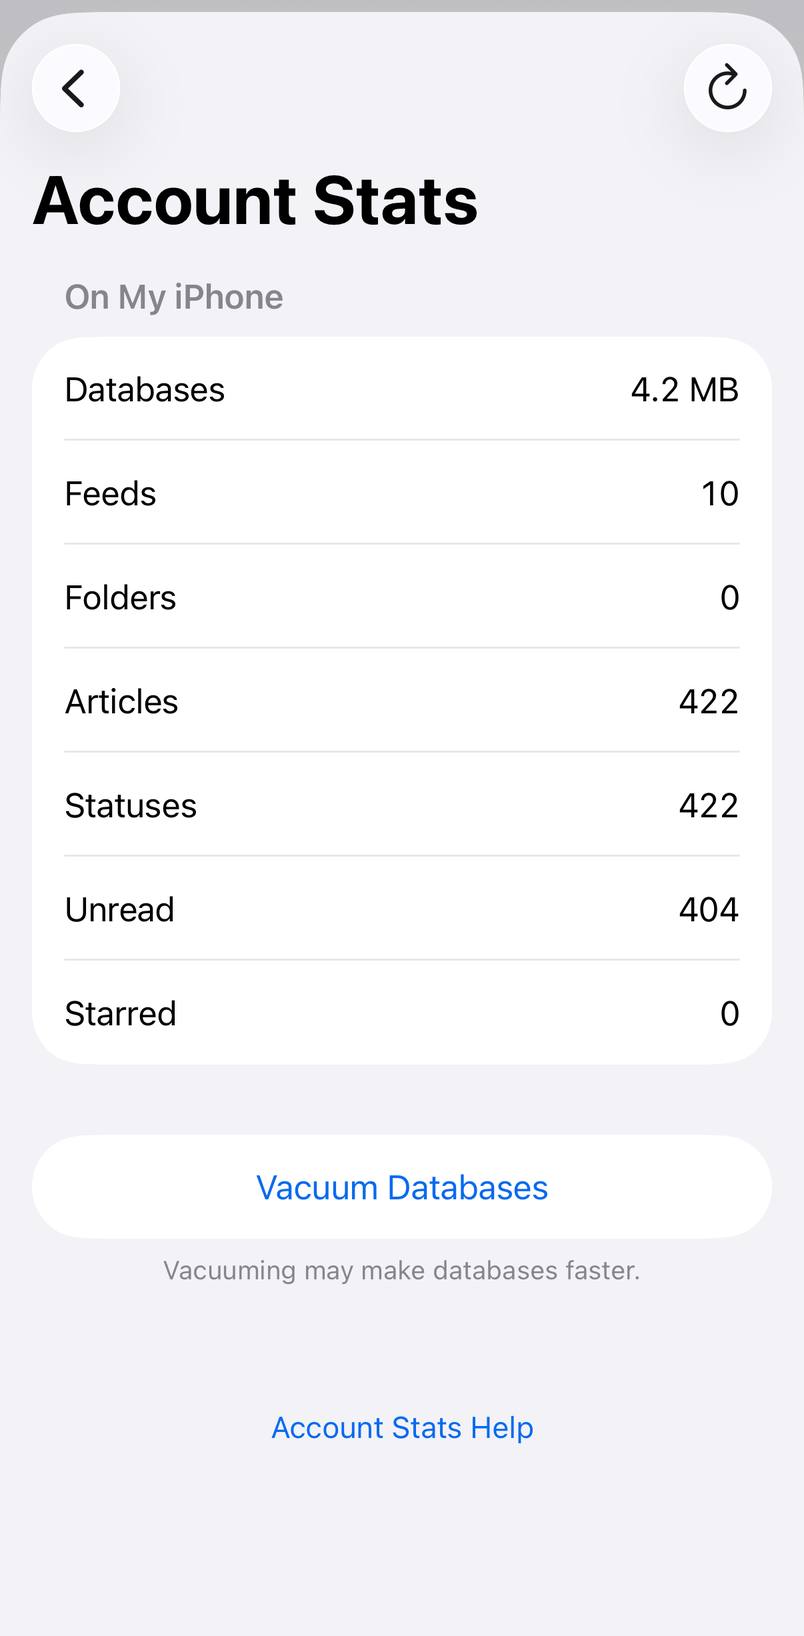 Account Stats
On My iPhone
Databases 4.2 MB
Feeds 10
Folders 0
Articles 422
Statuses 422
Unread 404
Starred 0
Vacuum Databases
Vacuuming may make databases faster.
Account Stats Help